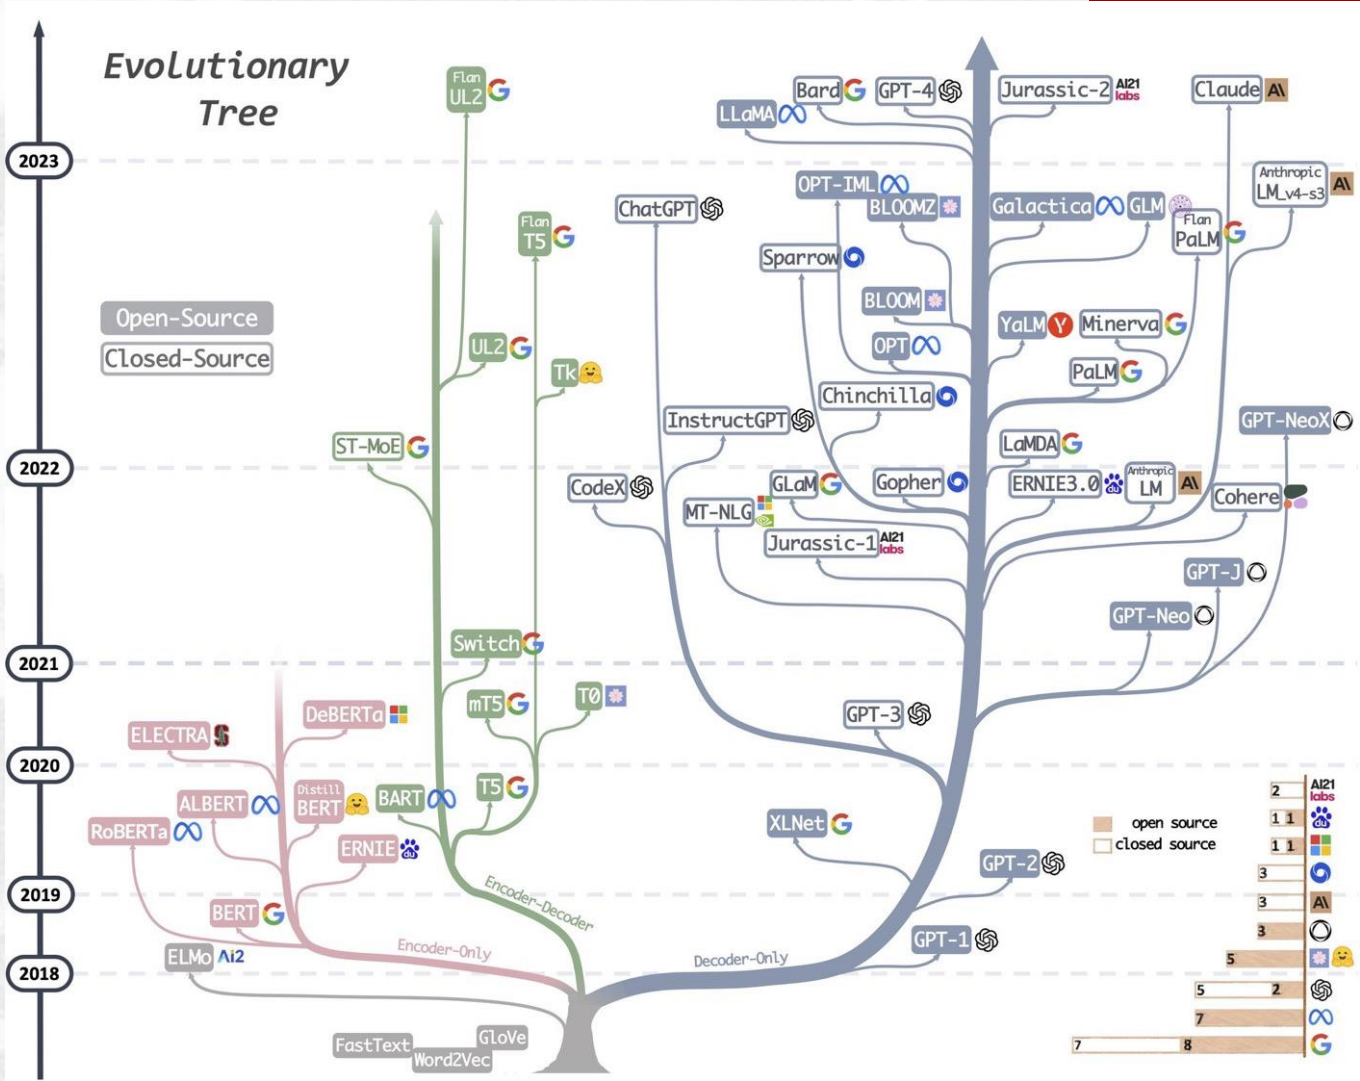 Evolutionary
Tree
2023
2022
2021
2020
2019
2018
Open-Source
Closed-Source
Flan
UL2
Flan
T5
UL2
Tk
ST-MoE
Switch
mT5
T0
T5
BART
Encoder-Decoder
DeBERTa
ELECTRA
ALBERT
Distill
BERT
RoBERTa
ERNIE
BERT
Encoder-Only
ELMo
Ai2
FastText
Word2Vec
GloVe
LLaMA
Bard
GPT-4
Jurassic-2
AI21
labs
Claude
A\
Anthropic
LM_v4-s3
A\
ChatGPT
OPT-IML
BLOOMZ
Galactica
GLM
Flan
PaLM
Sparrow
BLOOM
OPT
YaLM
Y
Minerva
PaLM
Chinchilla
InstructGPT
GPT-NeoX
LaMDA
CodeX
GLaM
Gopher
ERNIE3.0
du
Anthropic
LM
A\
Cohere
MT-NLG
Jurassic-1
AI21
labs
GPT-J
GPT-Neo
GPT-3
XLNet
GPT-2
GPT-1
Decoder-Only
open source
closed source
2
AI21
labs
1 1
du
1 1
3
3
A\
3
5
5 2
7
7 8